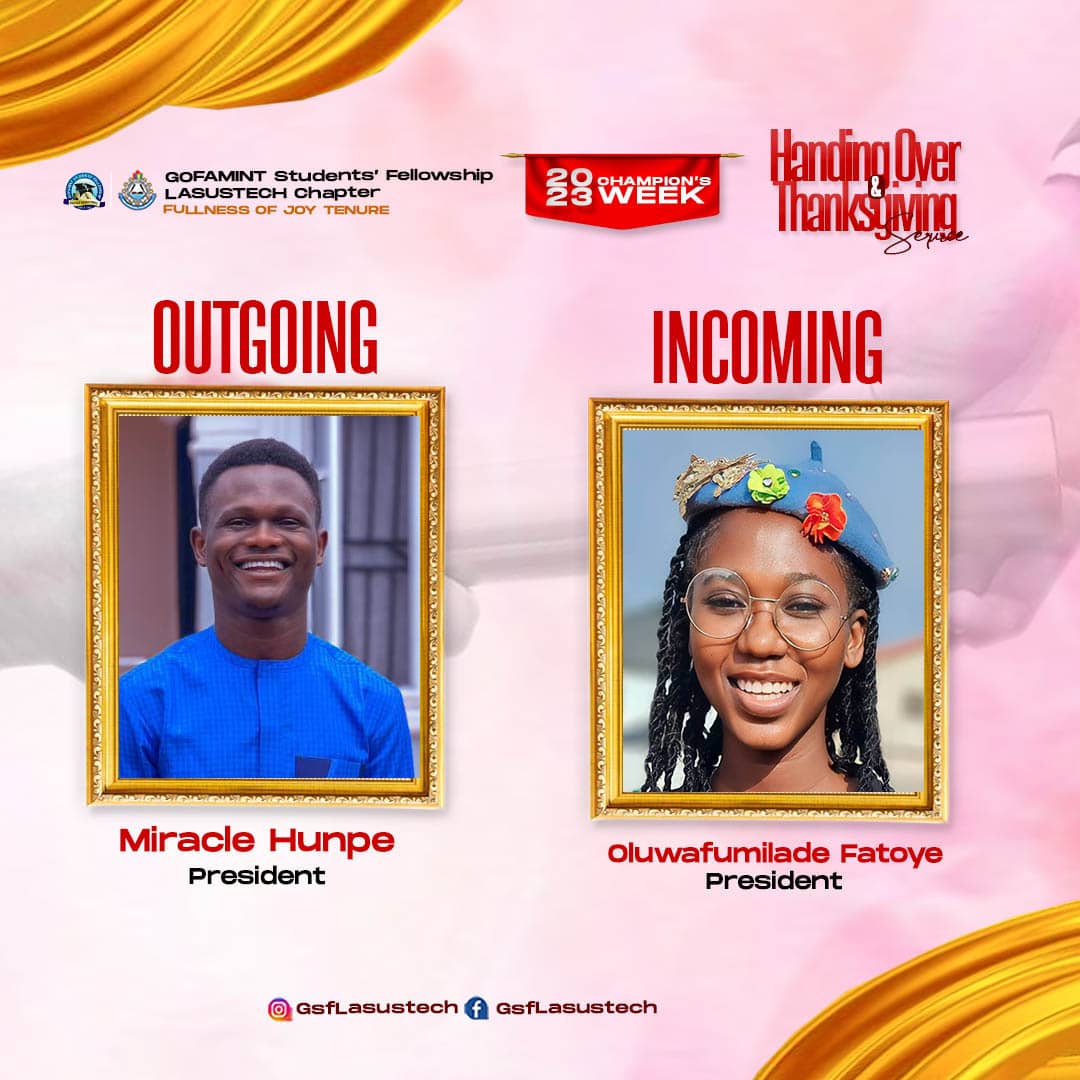 GOFAMINT Students' Fellowship
LASUSTECH Chapter
FULLNESS OF JOY TENURE
2023 CHAMPION'S WEEK
Handing Over
&
Thanksgiving
Service
OUTGOING
INCOMING
Miracle Hunpe
President
Oluwafumilade Fatoye
President
GsfLasustech GsfLasustech